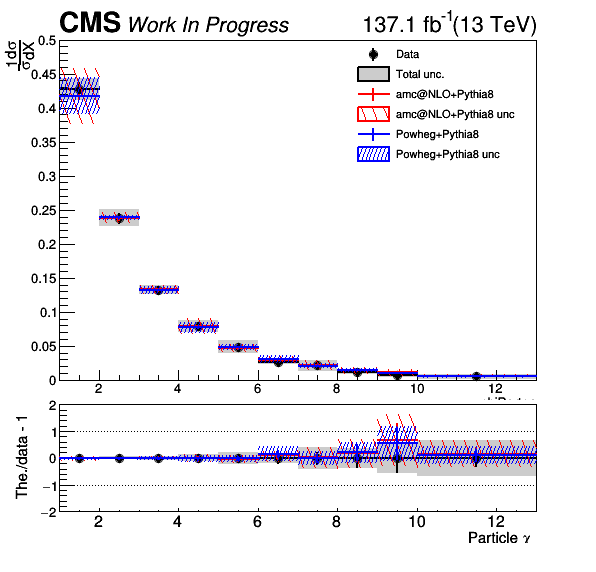 CMS Work In Progress 137.1 fb⁻¹(13 TeV)
1 dσ
σ dX
0.5
0.45
0.4
0.35
0.3
0.25
0.2
0.15
0.1
0.05
0
Data
Total unc.
amc@NLO+Pythia8
amc@NLO+Pythia8 unc
Powheg+Pythia8
Powheg+Pythia8 unc
2 4 6 8 10 12
The./data - 1
2
1
0
−1
−2
2 4 6 8 10 12
Particle γ